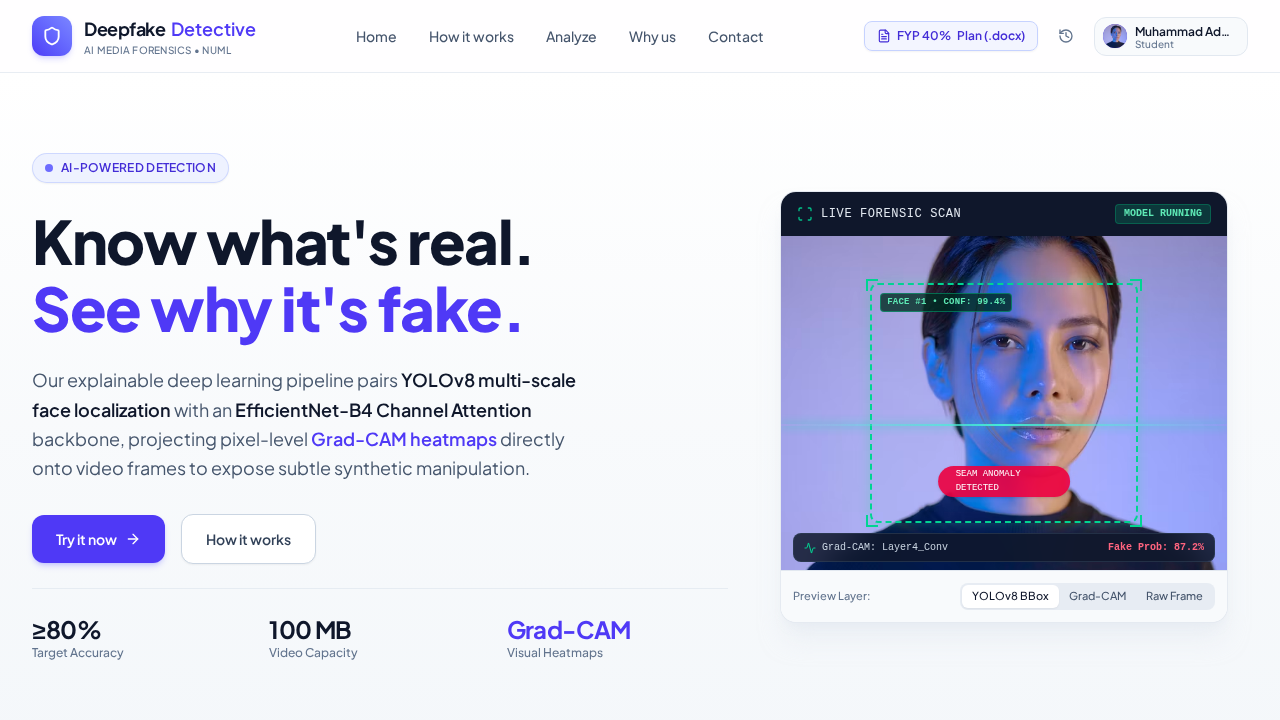 Deepfake Detective
AI MEDIA FORENSICS • NUML
Home
How it works
Analyze
Why us
Contact
FYP 40% Plan (.docx)
Muhammad Ad...
Student
AI-POWERED DETECTION
Know what's real.
See why it's fake.
Our explainable deep learning pipeline pairs YOLOv8 multi-scale
face localization with an EfficientNet-B4 Channel Attention
backbone, projecting pixel-level Grad-CAM heatmaps directly
onto video frames to expose subtle synthetic manipulation.
Try it now
How it works
≥80%
Target Accuracy
100 MB
Video Capacity
Grad-CAM
Visual Heatmaps
LIVE FORENSIC SCAN
MODEL RUNNING
FACE #1 • CONF: 99.4%
SEAM ANOMALY
DETECTED
Grad-CAM: Layer4_Conv
Fake Prob: 87.2%
Preview Layer:
YOLOv8 BBox
Grad-CAM
Raw Frame